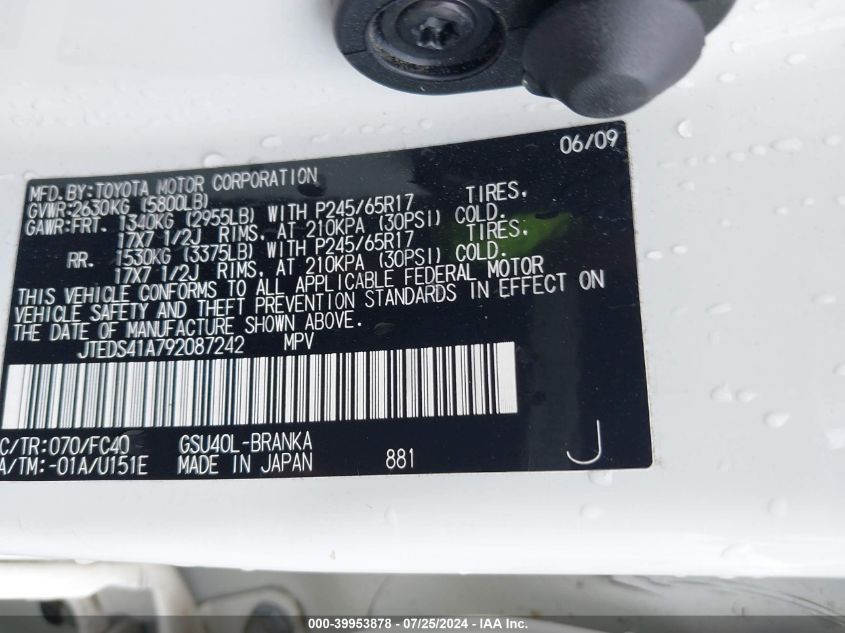 06/09
MFD. BY: TOYOTA MOTOR CORPORATION
GVWR: 2630KG (5800LB)
GAWR: FRT. 1340KG (2955LB) WITH P245/65R17 TIRES,
17X7 1/2J RIMS, AT 210KPA (30PSI) COLD.
RR. 1530KG (3375LB) WITH P245/65R17 TIRES,
17X7 1/2J RIMS, AT 210KPA (30PSI) COLD.
THIS VEHICLE CONFORMS TO ALL APPLICABLE FEDERAL MOTOR
VEHICLE SAFETY AND THEFT PREVENTION STANDARDS IN EFFECT ON
THE DATE OF MANUFACTURE SHOWN ABOVE.
JTEDS41A792087242 MPV
C/TR: 070/FC40 GSU40L-BRANKA
A/TM: -01A/U151E MADE IN JAPAN 881 J
000-39953878 - 07/25/2024 - IAA Inc.